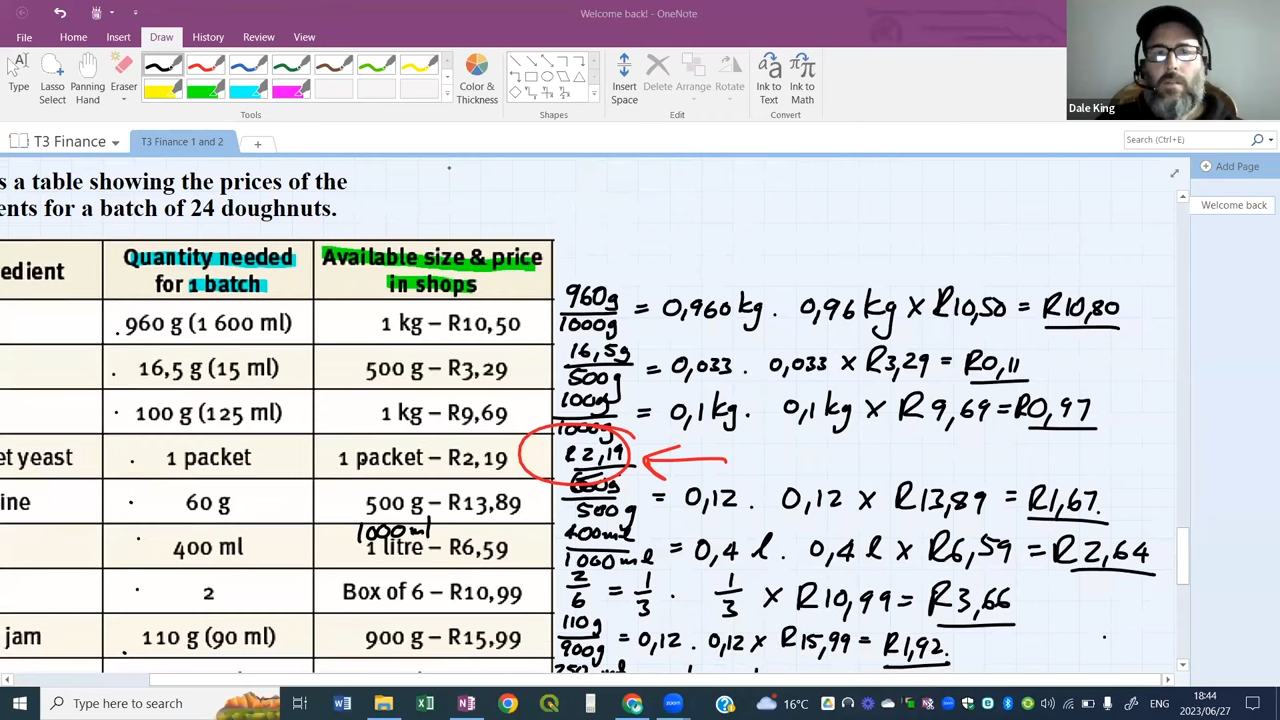 Welcome back! - OneNote
File Home Insert Draw History Review View
Type
Lasso Select
Panning Hand
Eraser
Color & Thickness
Insert Space
Delete
Arrange
Rotate
Ink to Text
Ink to Math
Tools
Shapes
Edit
Convert
Dale King
T3 Finance
T3 Finance 1 and 2
Search (Ctrl+E)
Add Page
Welcome back
s a table showing the prices of the
ents for a batch of 24 doughnuts.
edient
Quantity needed for 1 batch
Available size & price in shops
960 g (1 600 ml) 1 kg – R10,50 960g/1000g = 0,960kg. 0,96kg × R10,50 = R10,80
16,5 g (15 ml) 500 g – R3,29 16,5g/500g = 0,033. 0,033 × R3,29 = R0,11
100 g (125 ml) 1 kg – R9,69 100g/1000g = 0,1kg. 0,1kg × R9,69 = R0,97
et yeast 1 packet 1 packet – R2,19 R2,19
ine 60 g 500 g – R13,89 60g/500g = 0,12. 0,12 × R13,89 = R1,67.
1000ml
400 ml 1 litre – R6,59 400ml/1000ml = 0,4 l. 0,4 l × R6,59 = R2,64
2 Box of 6 – R10,99 2/6 = 1/3. 1/3 × R10,99 = R3,66
jam 110 g (90 ml) 900 g – R15,99 110g/900g = 0,12. 0,12 × R15,99 = R1,92.
Type here to search
16°C
18:44
2023/06/27